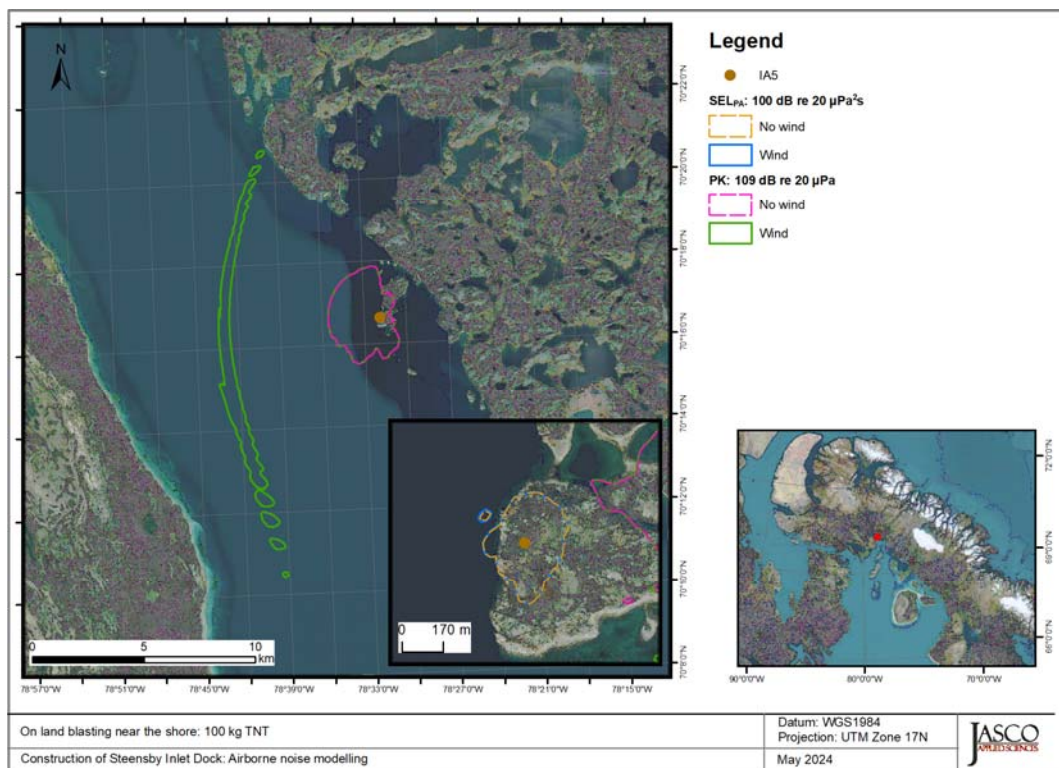 N
Legend
IA5
SELPA: 100 dB re 20 µPa²s
No wind
Wind
PK: 109 dB re 20 µPa
No wind
Wind
70°22'0"N
70°20'0"N
70°18'0"N
70°16'0"N
70°14'0"N
70°12'0"N
70°10'0"N
70°8'0"N
0 170 m
0 5 10
km
78°57'0"W 78°51'0"W 78°45'0"W 78°39'0"W 78°33'0"W 78°27'0"W 78°21'0"W 78°15'0"W
72°0'0"N
69°0'0"N
66°0'0"N
90°0'0"W 80°0'0"W 70°0'0"W
On land blasting near the shore: 100 kg TNT
Construction of Steensby Inlet Dock: Airborne noise modelling
Datum: WGS1984
Projection: UTM Zone 17N
May 2024
JASCO
APPLIED SCIENCES